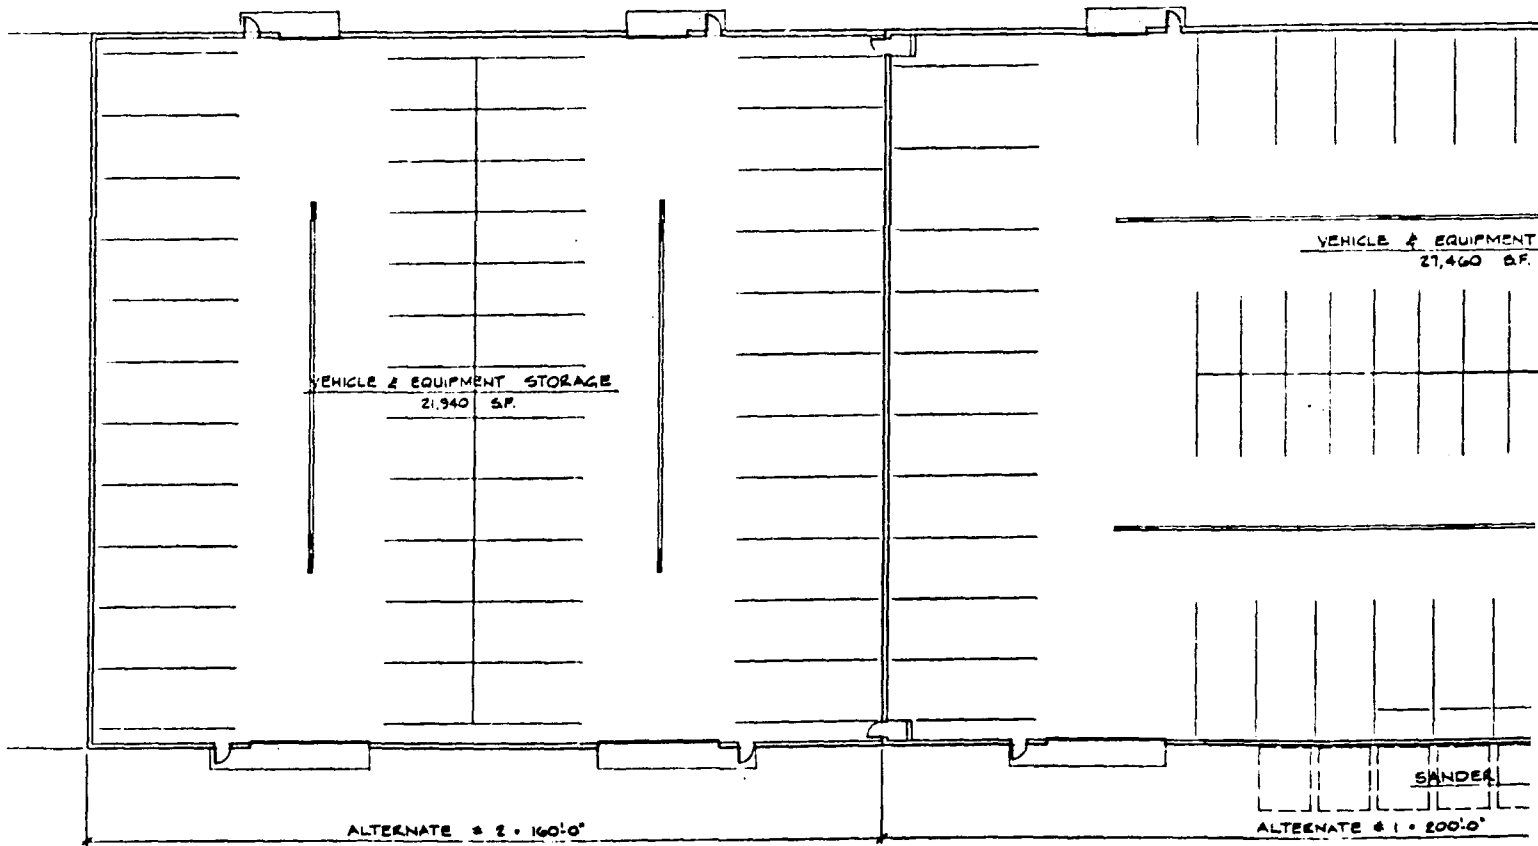 VEHICLE & EQUIPMENT
27,460 S.F.
VEHICLE & EQUIPMENT STORAGE
21,940 S.F.
SANDER
ALTERNATE # 2 • 160'-0"
ALTERNATE # 1 • 200'-0"